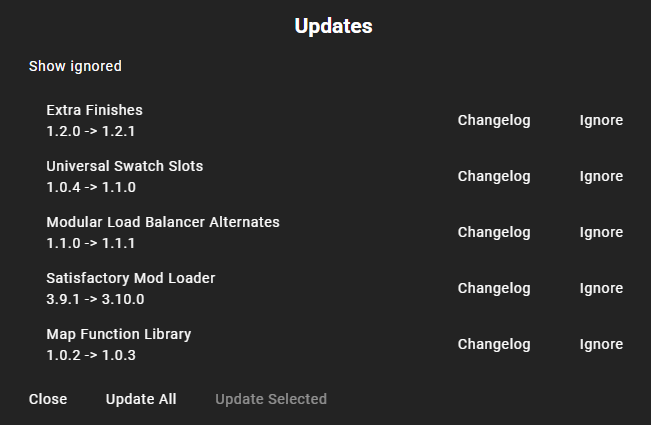 Updates
Show ignored
Extra Finishes
1.2.0 -> 1.2.1
Changelog Ignore
Universal Swatch Slots
1.0.4 -> 1.1.0
Changelog Ignore
Modular Load Balancer Alternates
1.1.0 -> 1.1.1
Changelog Ignore
Satisfactory Mod Loader
3.9.1 -> 3.10.0
Changelog Ignore
Map Function Library
1.0.2 -> 1.0.3
Changelog Ignore
Close Update All Update Selected